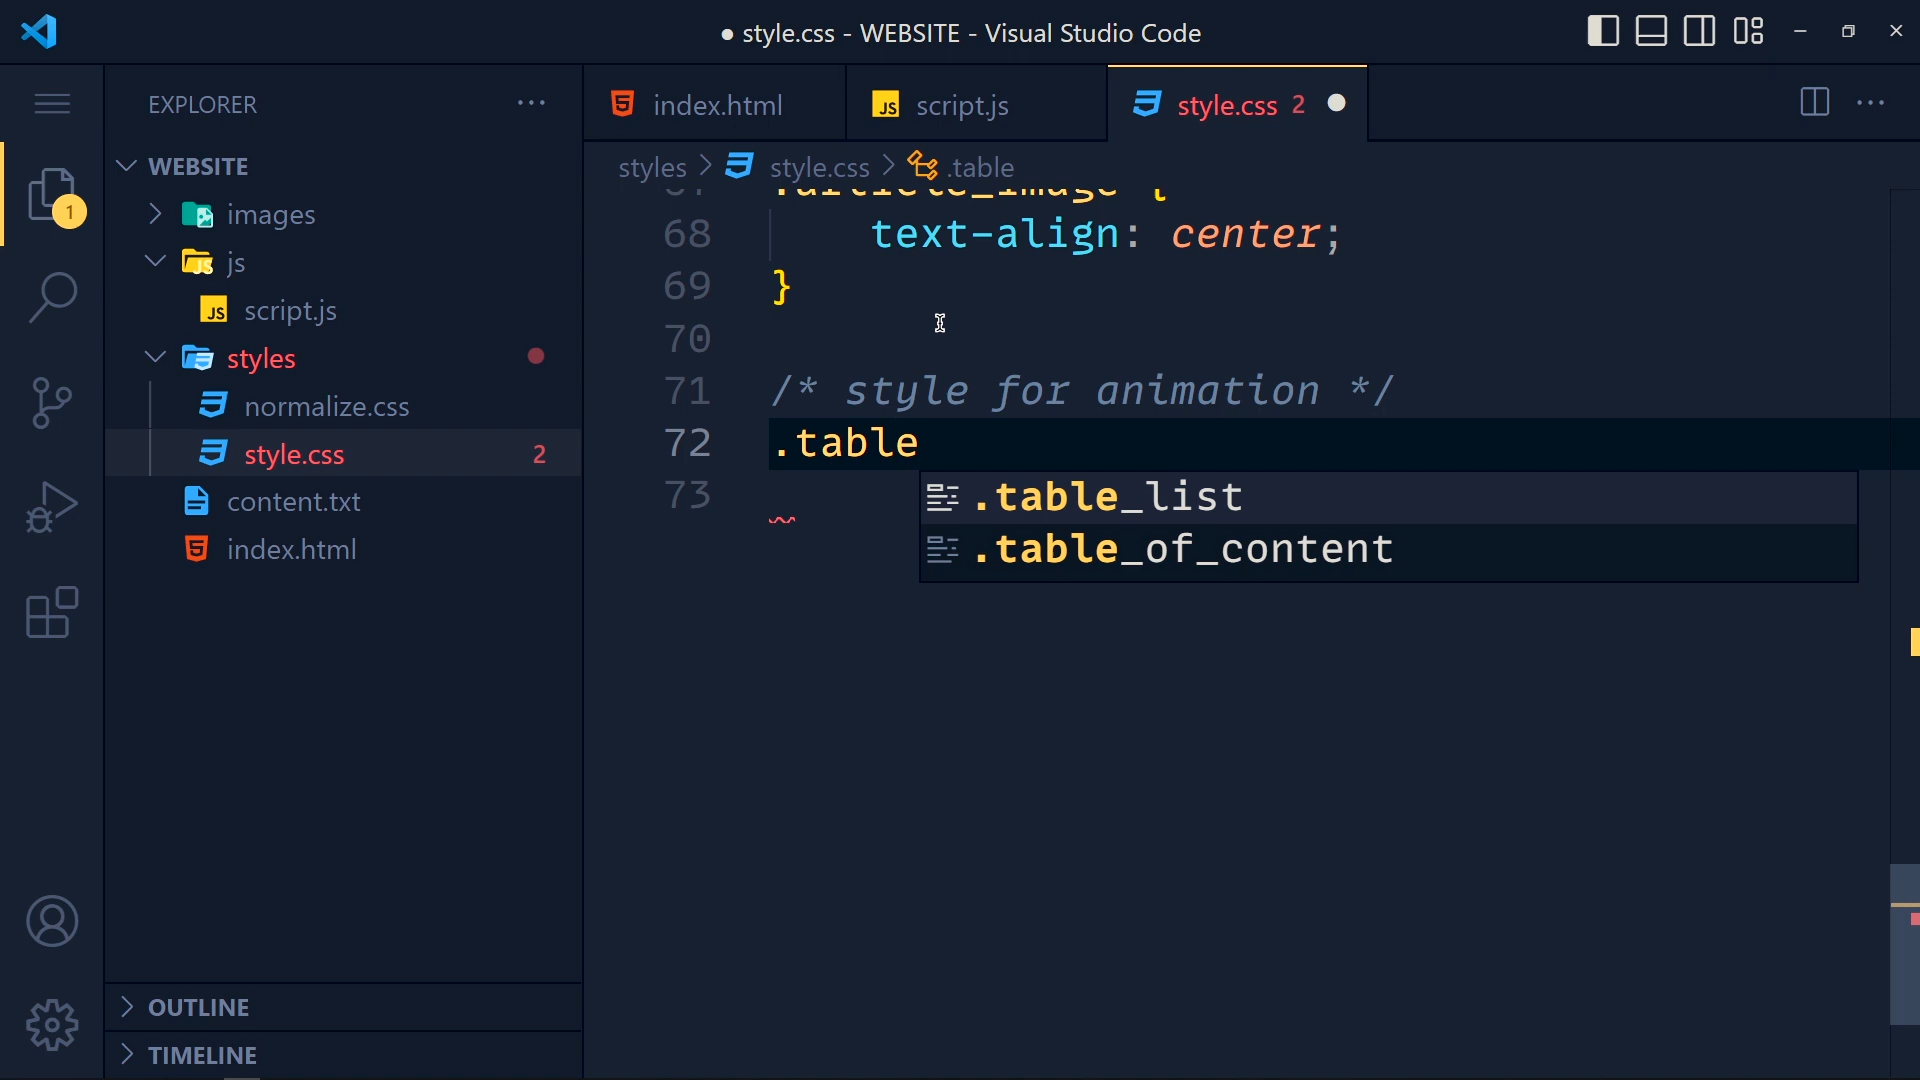 style.css - WEBSITE - Visual Studio Code
EXPLORER
index.html
script.js
style.css 2
WEBSITE
styles > style.css > .table
images
js
JS script.js
styles
normalize.css
style.css 2
content.txt
index.html
1
.article_image {
68 text-align: center;
69 }
70
71 /* style for animation */
72 .table
73
.table_list
.table_of_content
OUTLINE
TIMELINE